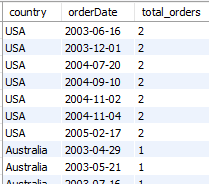 country orderDate total_orders
USA 2003-06-16 2
USA 2003-12-01 2
USA 2004-07-20 2
USA 2004-09-10 2
USA 2004-11-02 2
USA 2004-11-04 2
USA 2005-02-17 2
Australia 2003-04-29 1
Australia 2003-05-21 1
Australia 2003-07-16 1